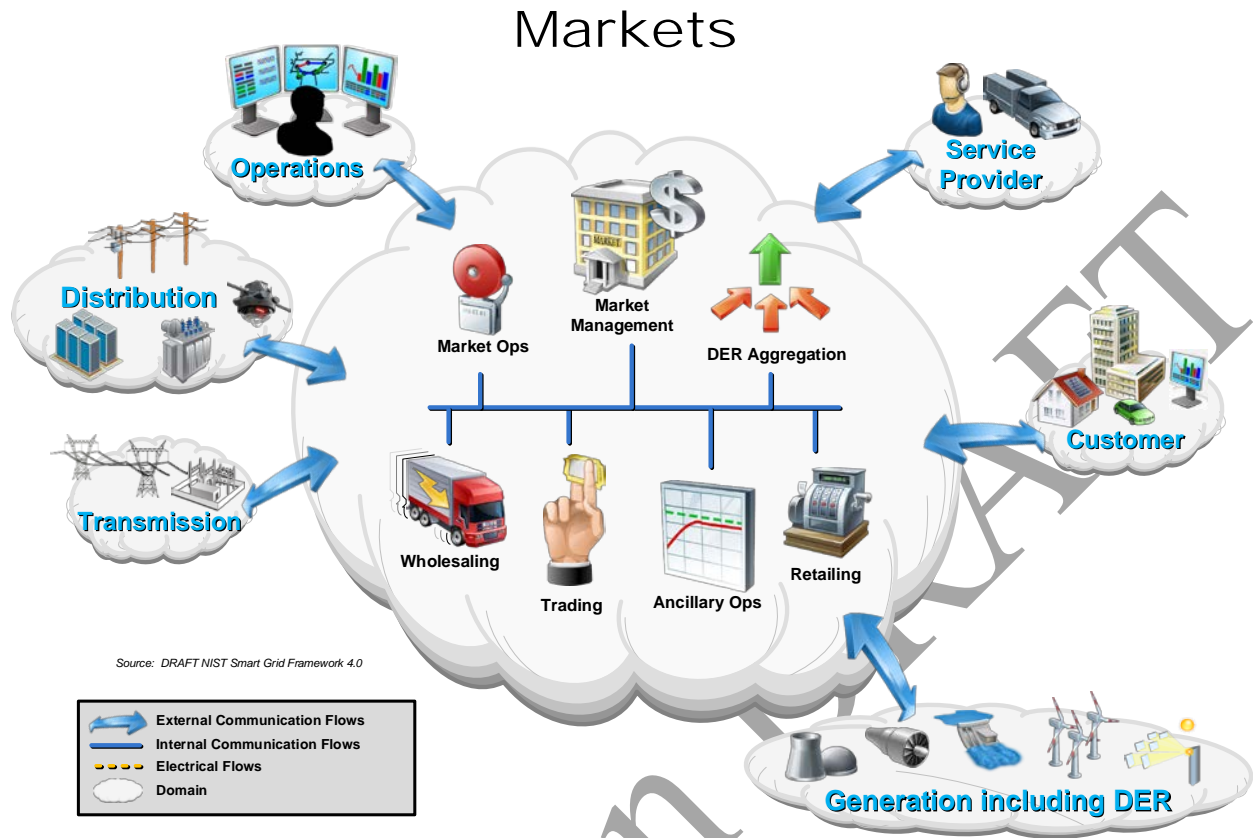 Markets
Operations
Service
Provider
Distribution
MARKET
Market Ops
Market
Management
DER Aggregation
Customer
Transmission
Wholesaling
Trading
Ancillary Ops
Retailing
Source: DRAFT NIST Smart Grid Framework 4.0
External Communication Flows
Internal Communication Flows
Electrical Flows
Domain
Generation including DER